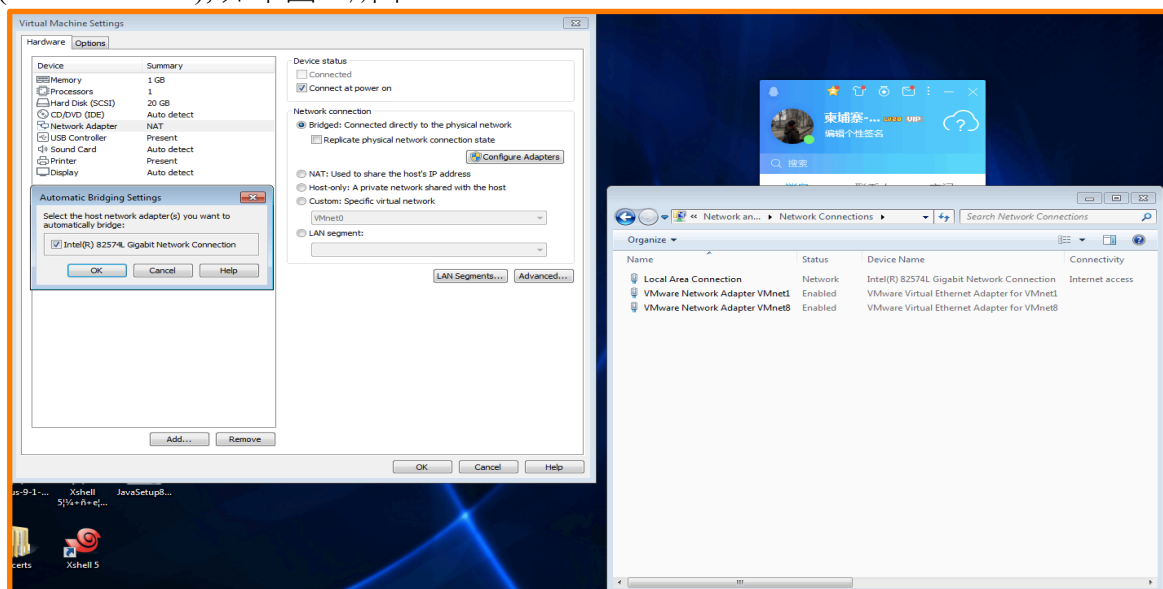 Virtual Machine Settings
Hardware Options
Device Summary
Memory 1 GB
Processors 1
Hard Disk (SCSI) 20 GB
CD/DVD (IDE) Auto detect
Network Adapter NAT
USB Controller Present
Sound Card Auto detect
Printer Present
Display Auto detect
Automatic Bridging Settings
Select the host network adapter(s) you want to
automatically bridge:
Intel(R) 82574L Gigabit Network Connection
OK Cancel Help
Add... Remove
Device status
Connected
Connect at power on
Network connection
Bridged: Connected directly to the physical network
Replicate physical network connection state
Configure Adapters
NAT: Used to share the host's IP address
Host-only: A private network shared with the host
Custom: Specific virtual network
VMnet0
LAN segment:
LAN Segments... Advanced...
OK Cancel Help
柬埔寨-... VIP
编辑个性签名
搜索
« Network an... Network Connections
Search Network Connections
Organize
Name Status Device Name Connectivity
Local Area Connection Network Intel(R) 82574L Gigabit Network Connection Internet access
VMware Network Adapter VMnet1 Enabled VMware Virtual Ethernet Adapter for VMnet1
VMware Network Adapter VMnet8 Enabled VMware Virtual Ethernet Adapter for VMnet8
us-9-1-... Xshell JavaSetup8...
certs Xshell 5